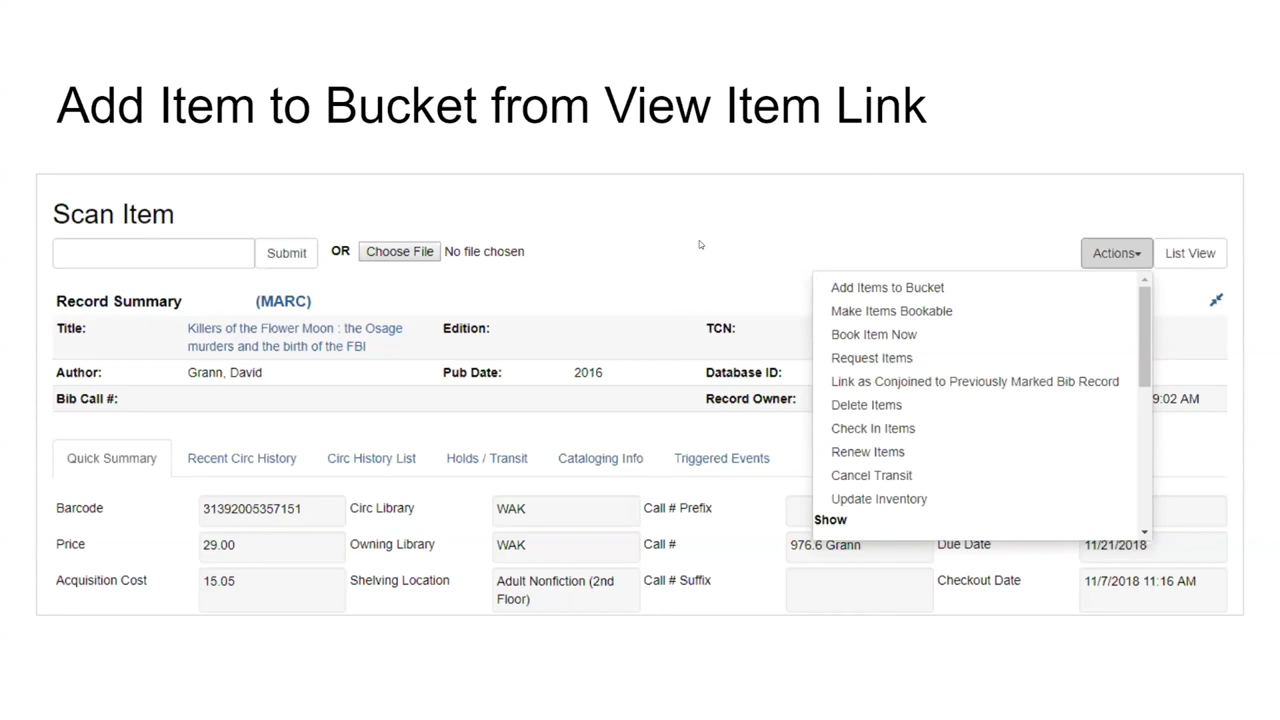 Add Item to Bucket from View Item Link
Scan Item
Submit OR Choose File No file chosen Actions List View
Add Items to Bucket
Make Items Bookable
Book Item Now
Request Items
Link as Conjoined to Previously Marked Bib Record
Delete Items
Check In Items
Renew Items
Cancel Transit
Update Inventory
Show
Record Summary (MARC)
Title: Killers of the Flower Moon : the Osage Edition: TCN:
murders and the birth of the FBI
Author: Grann, David Pub Date: 2016 Database ID:
Bib Call #: Record Owner: 9:02 AM
Quick Summary Recent Circ History Circ History List Holds / Transit Cataloging Info Triggered Events
Barcode 31392005357151 Circ Library WAK Call # Prefix
Price 29.00 Owning Library WAK Call # 976.6 Grann Due Date 11/21/2018
Acquisition Cost 15.05 Shelving Location Adult Nonfiction (2nd Call # Suffix Checkout Date 11/7/2018 11:16 AM
Floor)